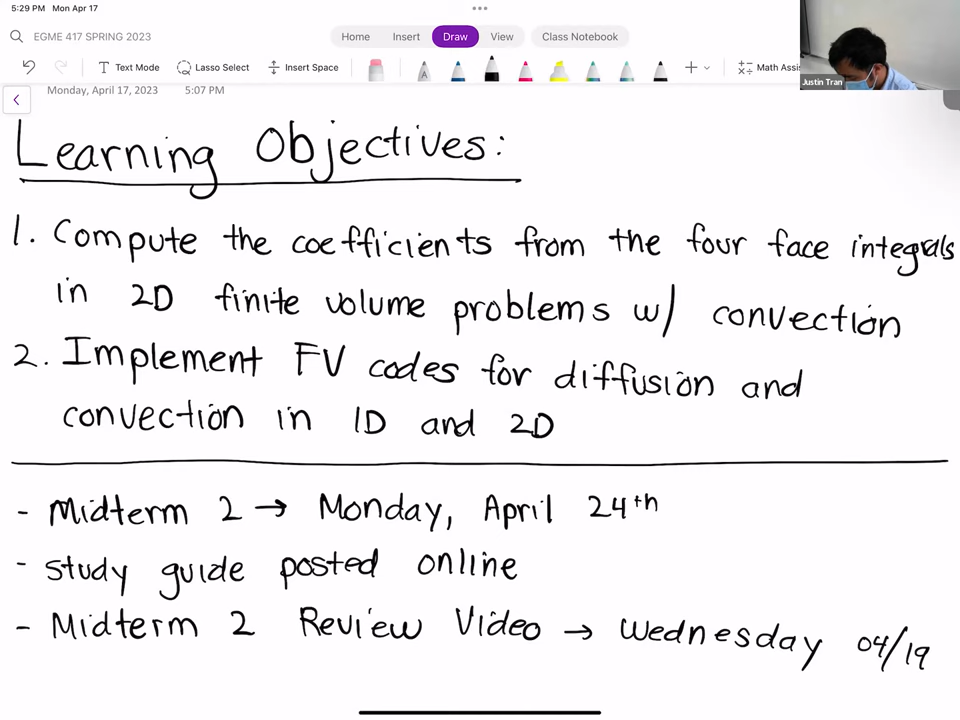 5:29 PM Mon Apr 17
EGME 417 SPRING 2023
Home Insert Draw View Class Notebook
Text Mode Lasso Select Insert Space Math Assis
Justin Tran
Monday, April 17, 2023 5:07 PM
Learning Objectives:
1. Compute the coefficients from the four face integrals
in 2D finite volume problems w/ convection
2. Implement FV codes for diffusion and
convection in 1D and 2D
- Midterm 2 → Monday, April 24th
- study guide posted online
- Midterm 2 Review Video → Wednesday 04/19